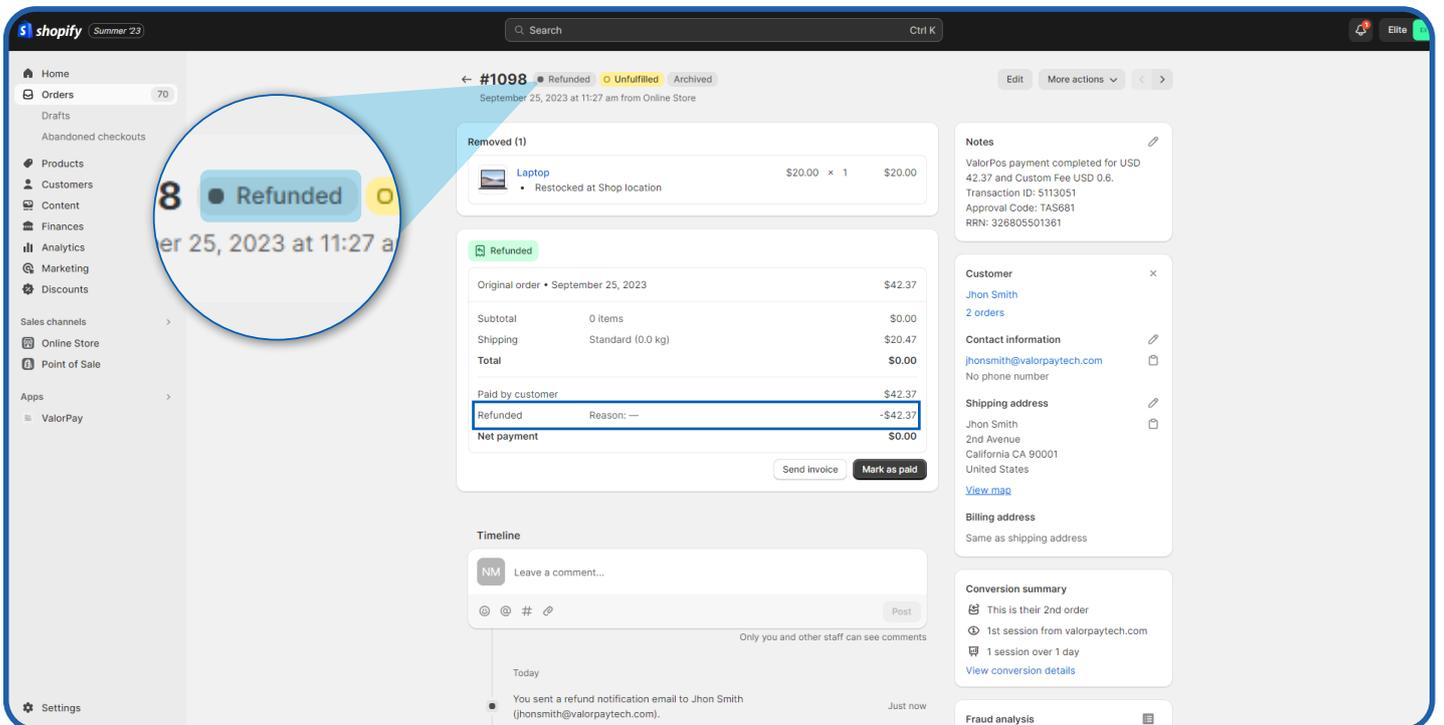 shopify Summer '23
Search Ctrl K
1
Elite
Home
Orders 70
Drafts
Abandoned checkouts
Products
Customers
Content
Finances
Analytics
Marketing
Discounts
Sales channels
Online Store
Point of Sale
Apps
ValorPay
Settings
8 Refunded
er 25, 2023 at 11:27 a
#1098 Refunded Unfulfilled Archived
September 25, 2023 at 11:27 am from Online Store
Edit More actions
Removed (1)
Laptop $20.00 × 1 $20.00
• Restocked at Shop location
Refunded
Original order • September 25, 2023 $42.37
Subtotal 0 items $0.00
Shipping Standard (0.0 kg) $20.47
Total $0.00
Paid by customer $42.37
Refunded Reason: — -$42.37
Net payment $0.00
Send invoice Mark as paid
Timeline
NM Leave a comment...
Post
Only you and other staff can see comments
Today
You sent a refund notification email to Jhon Smith Just now
(jhonsmith@valorpaytech.com).
Notes
ValorPos payment completed for USD
42.37 and Custom Fee USD 0.6.
Transaction ID: 5113051
Approval Code: TAS681
RRN: 326805501361
Customer
Jhon Smith
2 orders
Contact information
jhonsmith@valorpaytech.com
No phone number
Shipping address
Jhon Smith
2nd Avenue
California CA 90001
United States
View map
Billing address
Same as shipping address
Conversion summary
This is their 2nd order
1st session from valorpaytech.com
1 session over 1 day
View conversion details
Fraud analysis